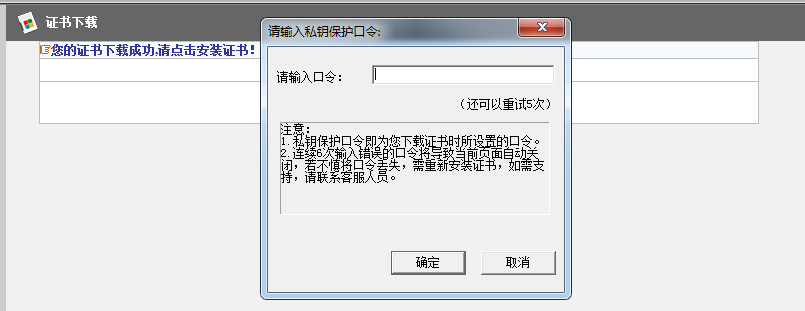 证书下载
您的证书下载成功,请点击安装证书!
请输入私钥保护口令:
请输入口令:
(还可以重试5次)
注意:
1.私钥保护口令即为您下载证书时所设置的口令。
2.连续6次输入错误的口令将导致当前页面自动关
闭，若不慎将口令丢失，需重新安装证书，如需支
持，请联系客服人员。
确定
取消